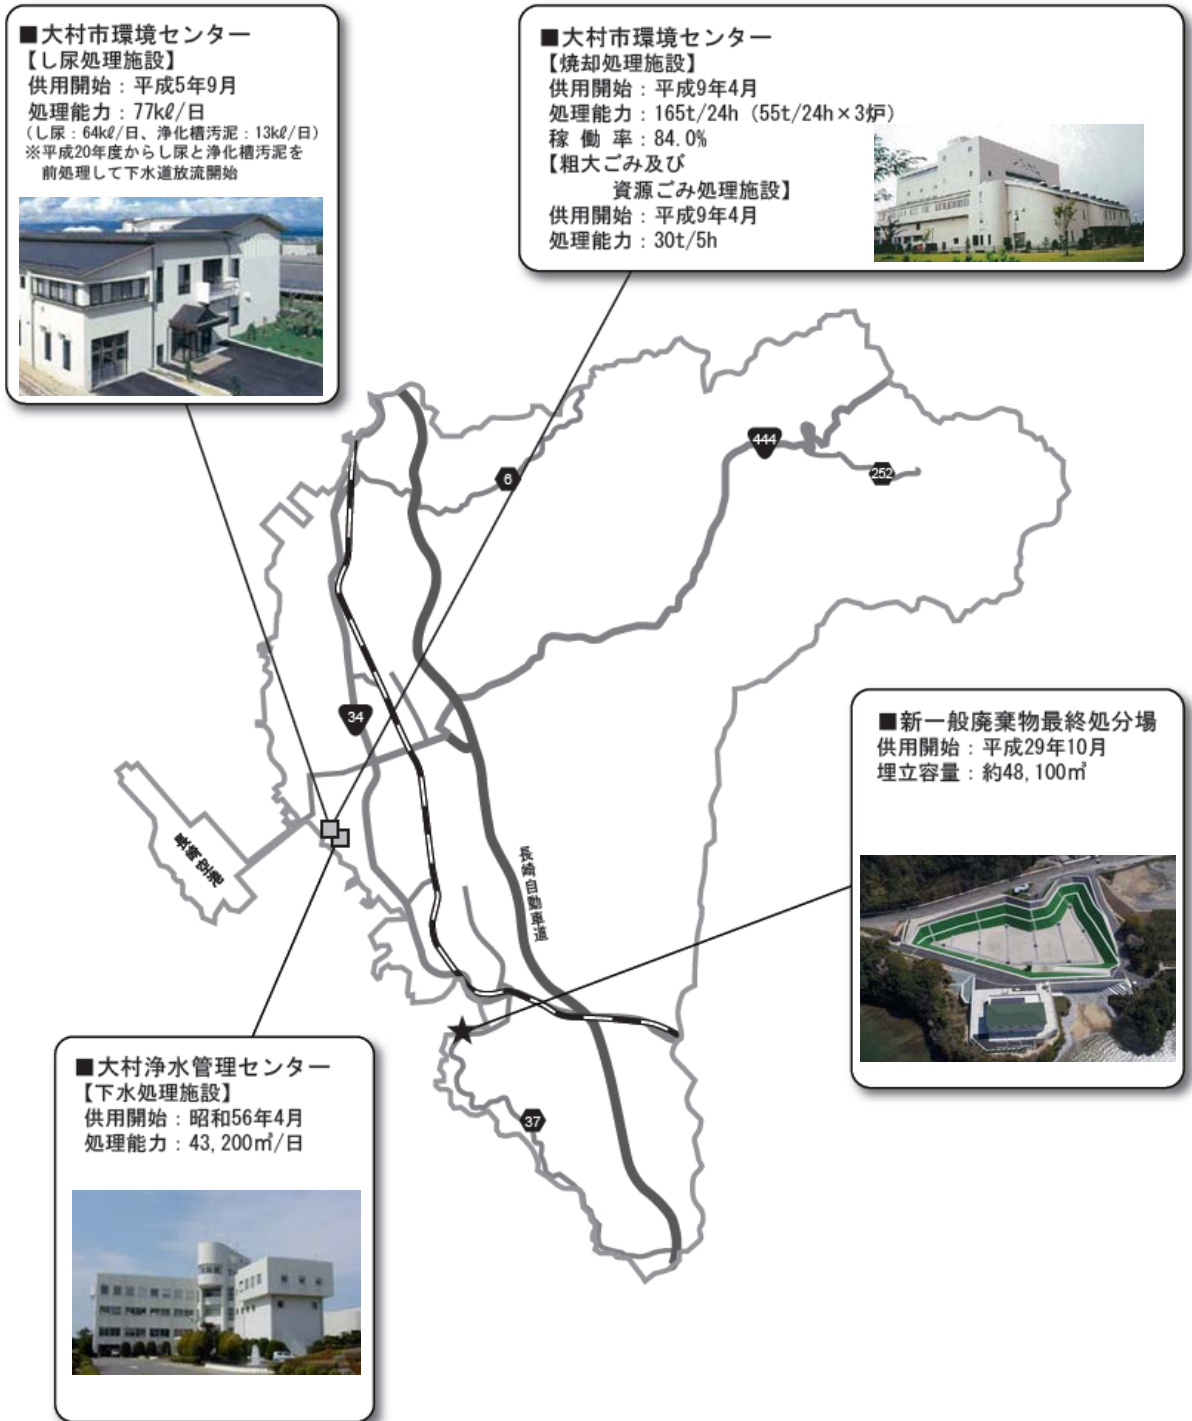 ■大村市環境センター
【し尿処理施設】
供用開始：平成5年9月
処理能力：77kℓ/日
（し尿：64kℓ/日、浄化槽汚泥：13kℓ/日）
※平成20年度からし尿と浄化槽汚泥を
前処理して下水道放流開始
■大村市環境センター
【焼却処理施設】
供用開始：平成9年4月
処理能力：165t/24h（55t/24h×3炉）
稼働率：84.0%
【粗大ごみ及び
資源ごみ処理施設】
供用開始：平成9年4月
処理能力：30t/5h
444
6
252
34
長崎空港
長崎自動車道
37
■新一般廃棄物最終処分場
供用開始：平成29年10月
埋立容量：約48,100㎥
■大村浄水管理センター
【下水処理施設】
供用開始：昭和56年4月
処理能力：43,200㎥/日